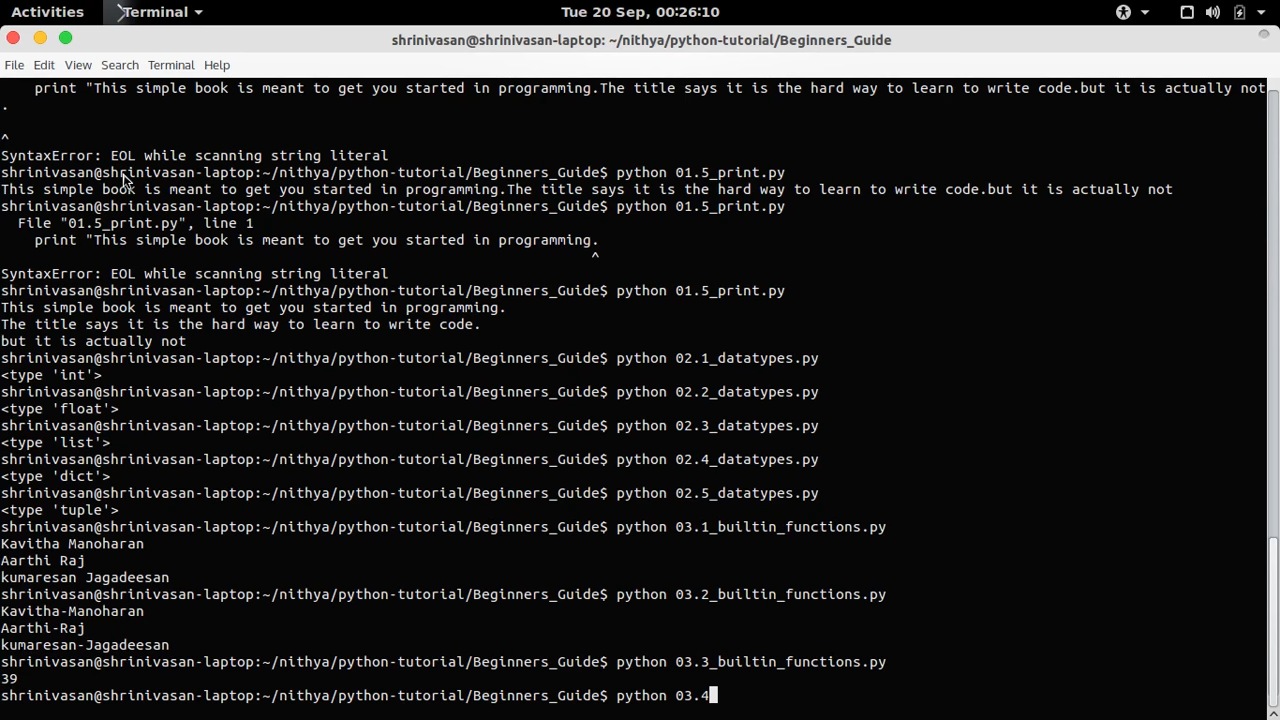 Activities
Terminal
Tue 20 Sep, 00:26:10
shrinivasan@shrinivasan-laptop: ~/nithya/python-tutorial/Beginners_Guide
File Edit View Search Terminal Help
print "This simple book is meant to get you started in programming.The title says it is the hard way to learn to write code.but it is actually not
.
^
SyntaxError: EOL while scanning string literal
shrinivasan@shrinivasan-laptop:~/nithya/python-tutorial/Beginners_Guide$ python 01.5_print.py
This simple book is meant to get you started in programming.The title says it is the hard way to learn to write code.but it is actually not
shrinivasan@shrinivasan-laptop:~/nithya/python-tutorial/Beginners_Guide$ python 01.5_print.py
File "01.5_print.py", line 1
print "This simple book is meant to get you started in programming.
^
SyntaxError: EOL while scanning string literal
shrinivasan@shrinivasan-laptop:~/nithya/python-tutorial/Beginners_Guide$ python 01.5_print.py
This simple book is meant to get you started in programming.
The title says it is the hard way to learn to write code.
but it is actually not
shrinivasan@shrinivasan-laptop:~/nithya/python-tutorial/Beginners_Guide$ python 02.1_datatypes.py
<type 'int'>
shrinivasan@shrinivasan-laptop:~/nithya/python-tutorial/Beginners_Guide$ python 02.2_datatypes.py
<type 'float'>
shrinivasan@shrinivasan-laptop:~/nithya/python-tutorial/Beginners_Guide$ python 02.3_datatypes.py
<type 'list'>
shrinivasan@shrinivasan-laptop:~/nithya/python-tutorial/Beginners_Guide$ python 02.4_datatypes.py
<type 'dict'>
shrinivasan@shrinivasan-laptop:~/nithya/python-tutorial/Beginners_Guide$ python 02.5_datatypes.py
<type 'tuple'>
shrinivasan@shrinivasan-laptop:~/nithya/python-tutorial/Beginners_Guide$ python 03.1_builtin_functions.py
Kavitha Manoharan
Aarthi Raj
kumaresan Jagadeesan
shrinivasan@shrinivasan-laptop:~/nithya/python-tutorial/Beginners_Guide$ python 03.2_builtin_functions.py
Kavitha-Manoharan
Aarthi-Raj
kumaresan-Jagadeesan
shrinivasan@shrinivasan-laptop:~/nithya/python-tutorial/Beginners_Guide$ python 03.3_builtin_functions.py
39
shrinivasan@shrinivasan-laptop:~/nithya/python-tutorial/Beginners_Guide$ python 03.4